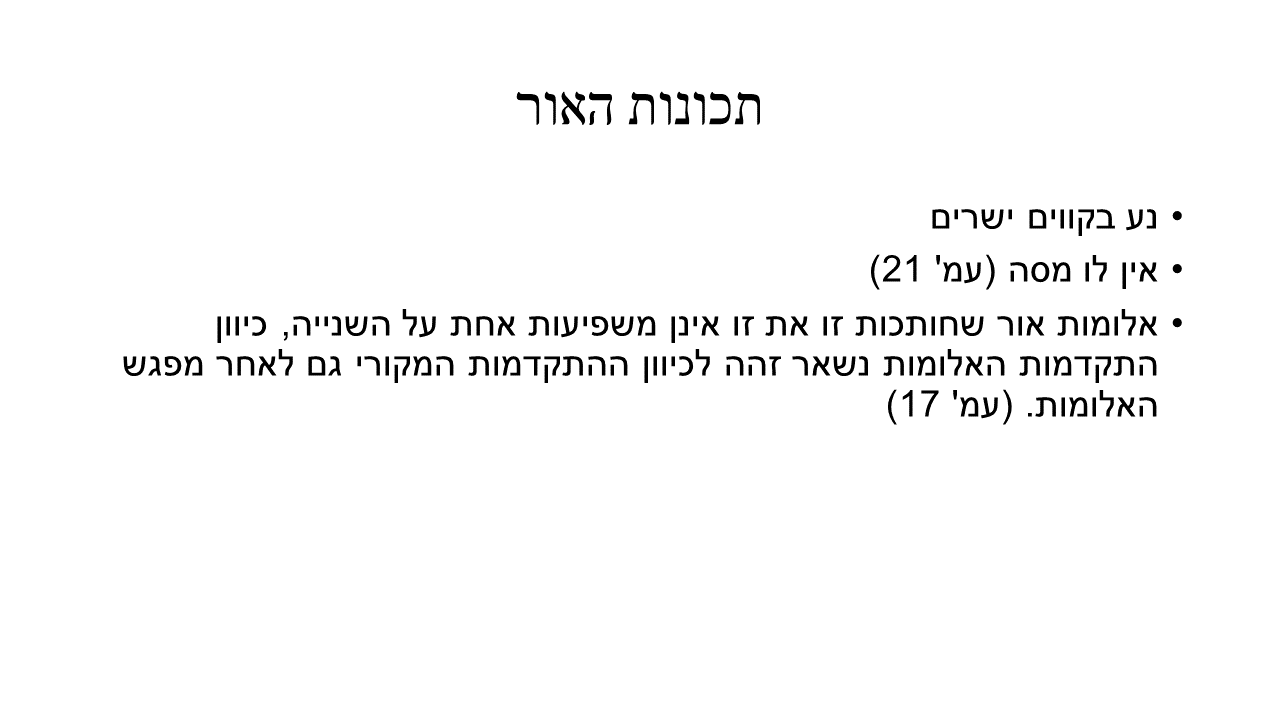 תכונות האור
• נע בקווים ישרים
• אין לו מסה (עמ' 21)
• אלומות אור שחותכות זו את זו אינן משפיעות אחת על השנייה, כיוון
התקדמות האלומות נשאר זהה לכיוון ההתקדמות המקורי גם לאחר מפגש
האלומות. (עמ' 17)